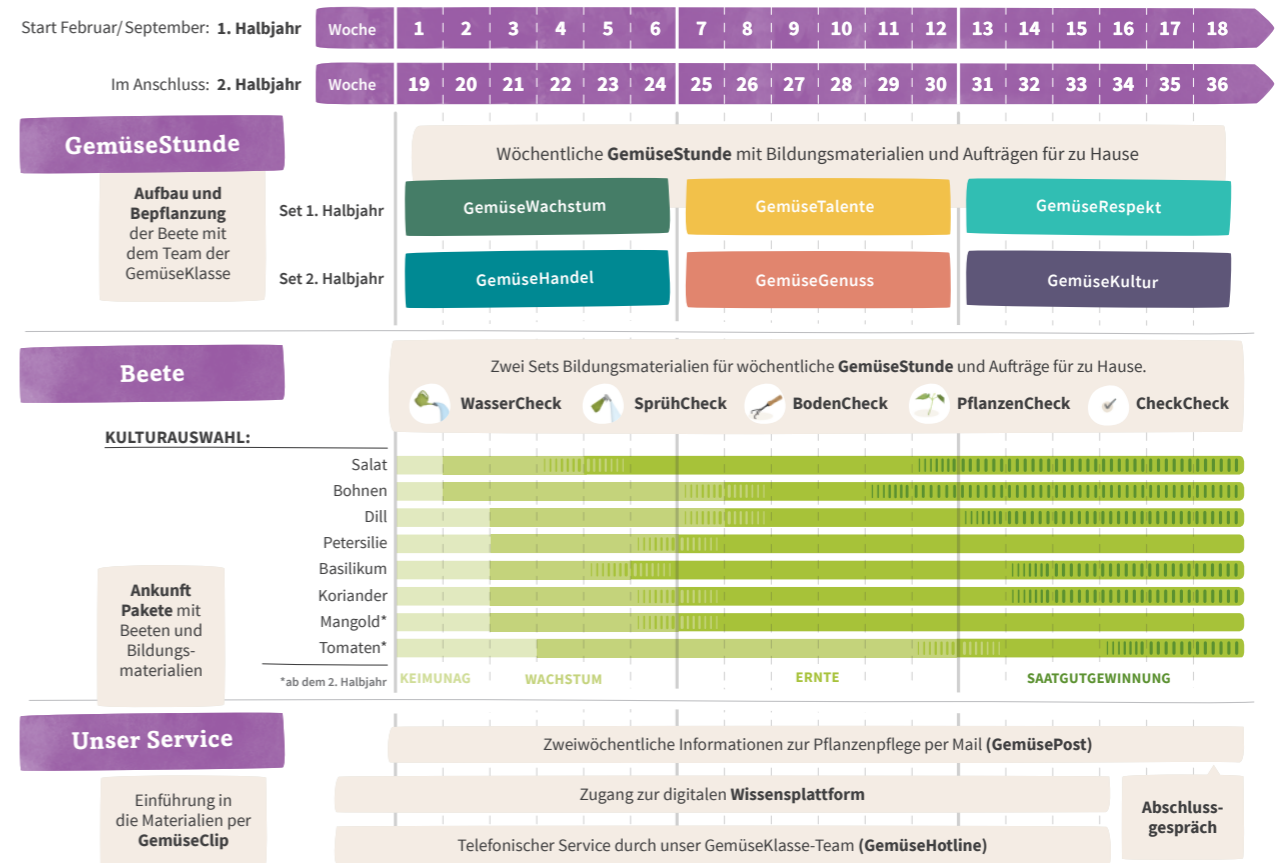 Start Februar/ September: 1. Halbjahr Woche 1 2 3 4 5 6 7 8 9 10 11 12 13 14 15 16 17 18
Im Anschluss: 2. Halbjahr Woche 19 20 21 22 23 24 25 26 27 28 29 30 31 32 33 34 35 36
GemüseStunde
Aufbau und
Bepflanzung
der Beete mit
dem Team der
GemüseKlasse
Wöchentliche GemüseStunde mit Bildungsmaterialien und Aufträgen für zu Hause
Set 1. Halbjahr GemüseWachstum GemüseTalente GemüseRespekt
Set 2. Halbjahr GemüseHandel GemüseGenuss GemüseKultur
Beete
Zwei Sets Bildungsmaterialien für wöchentliche GemüseStunde und Aufträge für zu Hause.
WasserCheck SprühCheck BodenCheck PflanzenCheck CheckCheck
KULTURAUSWAHL:
Salat
Bohnen
Dill
Petersilie
Basilikum
Koriander
Mangold*
Tomaten*
*ab dem 2. Halbjahr KEIMUNAG WACHSTUM ERNTE SAATGUTGEWINNUNG
Ankunft
Pakete mit
Beeten und
Bildungs-
materialien
Unser Service
Zweiwöchentliche Informationen zur Pflanzenpflege per Mail (GemüsePost)
Einführung in
die Materialien per
GemüseClip
Zugang zur digitalen Wissensplattform
Telefonischer Service durch unser GemüseKlasse-Team (GemüseHotline)
Abschluss-
gespräch